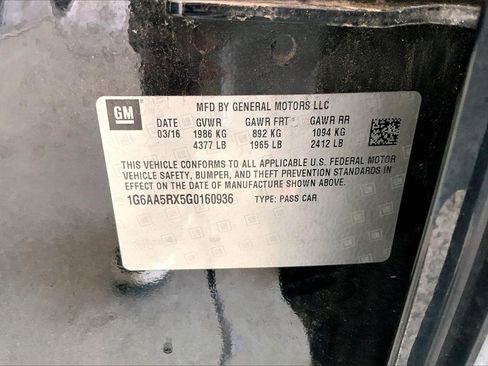 GM
MFD BY GENERAL MOTORS LLC
DATE GVWR GAWR FRT GAWR RR
03/16 1986 KG 892 KG 1094 KG
4377 LB 1965 LB 2412 LB
THIS VEHICLE CONFORMS TO ALL APPLICABLE U.S. FEDERAL MOTOR
VEHICLE SAFETY, BUMPER, AND THEFT PREVENTION STANDARDS IN
EFFECT ON THE DATE OF MANUFACTURE SHOWN ABOVE.
1G6AA5RX5G0160936 TYPE: PASS CAR